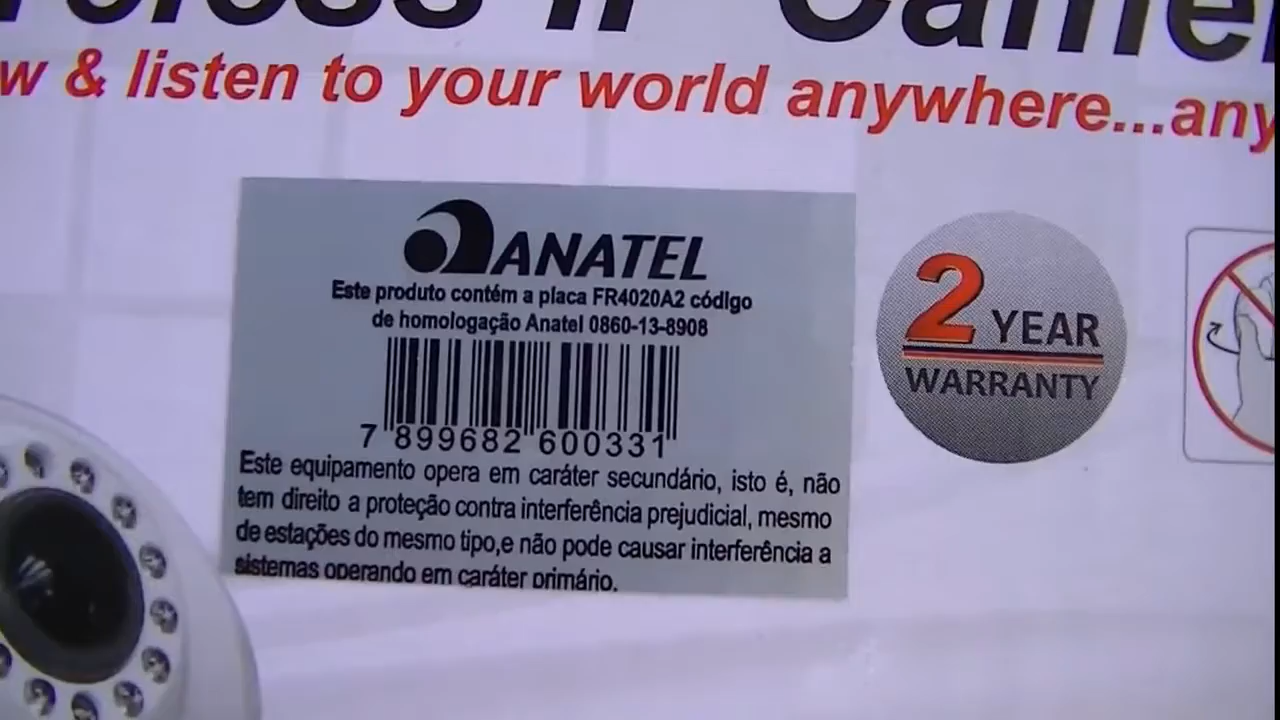 & listen to your world anywhere...any
ANATEL
Este produto contém a placa FR4020A2 código
de homologação Anatel 0860-13-8908
7 899682 600331
Este equipamento opera em caráter secundário, isto é, não
tem direito a proteção contra interferência prejudicial, mesmo
de estações do mesmo tipo,e não pode causar interferência a
sistemas operando em caráter primário.
2 YEAR
WARRANTY